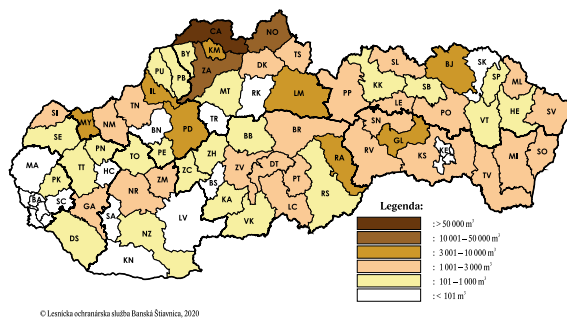 CA
NO
KM
BY
ZA
TS
PU
PB
DK
SL
BJ
SK
SP
IL
MT
RK
LM
PP
KK
SB
ML
TN
LE
SI
MY
NM
TR
PO
VT
HE
SV
BN
PD
BR
SN
SE
PN
BB
GL
TO
PE
ZH
RV
KS
KE
MA
TT
HC
ZC
ZV
DT
RA
TV
MI
SO
PK
ZM
BS
PT
NR
RS
BA
SC
GA
SA
LV
KA
LC
DS
NZ
VK
KN
Legenda:
: > 50 000 m³
: 10 001 – 50 000 m³
: 3 001 – 10 000 m³
: 1 001 – 3 000 m³
: 101 – 1 000 m³
: < 101 m³
© Lesnícka ochranárska služba Banská Štiavnica, 2020